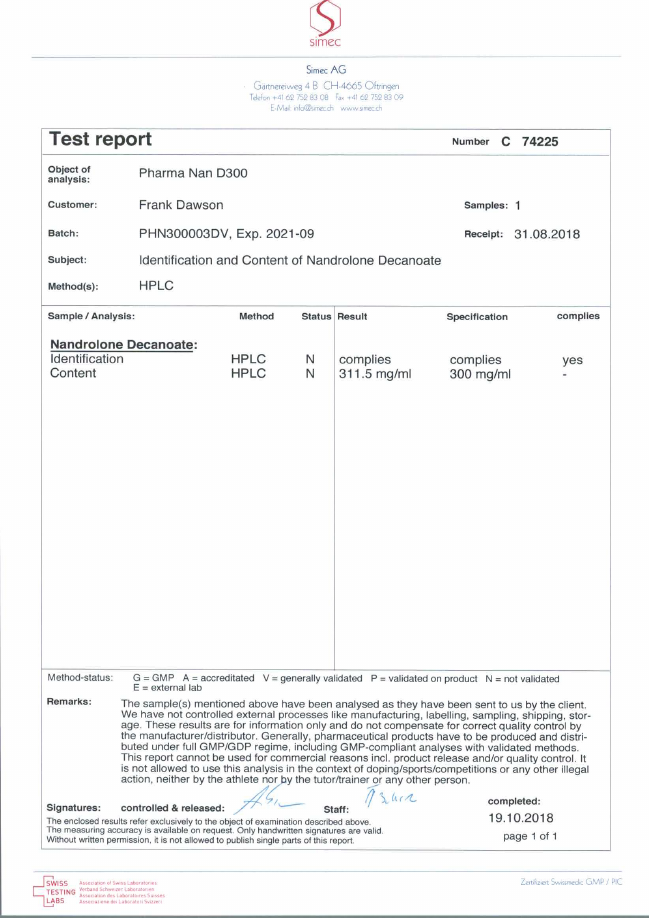 simec
Simec AG
Gärtnereiweg 4 B CH-4665 Oftringen
Telefon +41 62 752 83 08 Fax +41 62 752 83 09
E-Mail info@simec.ch www.simec.ch
Test report Number C 74225
Object of analysis: Pharma Nan D300
Customer: Frank Dawson Samples: 1
Batch: PHN300003DV, Exp. 2021-09 Receipt: 31.08.2018
Subject: Identification and Content of Nandrolone Decanoate
Method(s): HPLC
Sample / Analysis: Method Status Result Specification complies
Nandrolone Decanoate:
Identification HPLC N complies complies yes
Content HPLC N 311.5 mg/ml 300 mg/ml -
Method-status: G = GMP A = accreditated V = generally validated P = validated on product N = not validated
E = external lab
Remarks: The sample(s) mentioned above have been analysed as they have been sent to us by the client.
We have not controlled external processes like manufacturing, labelling, sampling, shipping, stor-
age. These results are for information only and do not compensate for correct quality control by
the manufacturer/distributor. Generally, pharmaceutical products have to be produced and distri-
buted under full GMP/GDP regime, including GMP-compliant analyses with validated methods.
This report cannot be used for commercial reasons incl. product release and/or quality control. It
is not allowed to use this analysis in the context of doping/sports/competitions or any other illegal
action, neither by the athlete nor by the tutor/trainer or any other person.
Signatures: controlled & released: Staff: completed:
19.10.2018
The enclosed results refer exclusively to the object of examination described above.
The measuring accuracy is available on request. Only handwritten signatures are valid.
Without written permission, it is not allowed to publish single parts of this report.
page 1 of 1
SWISS TESTING LABS
Association of Swiss Laboratories
Verband Schweizer Laboratorien
Association des Laboratoires Suisses
Associazione dei Laboratori Svizzeri
Zertifiziert Swissmedic GMP / PIC